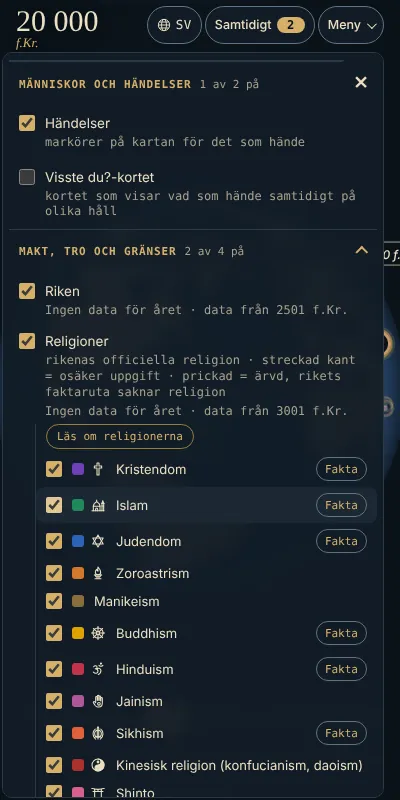 20 000
f.Kr.
SV
Samtidigt 2
Meny
MÄNNISKOR OCH HÄNDELSER 1 av 2 på
Händelser
markörer på kartan för det som hände
Visste du?-kortet
kortet som visar vad som hände samtidigt på
olika håll
MAKT, TRO OCH GRÄNSER 2 av 4 på
0 f.
Riken
Ingen data för året · data från 2501 f.Kr.
Religioner
rikenas officiella religion · streckad kant
= osäker uppgift · prickad = ärvd, rikets
faktaruta saknar religion
Ingen data för året · data från 3001 f.Kr.
Läs om religionerna
Kristendom Fakta
Islam Fakta
Judendom Fakta
Zoroastrism
Manikeism
Buddhism Fakta
Hinduism Fakta
Jainism
Sikhism Fakta
Kinesisk religion (konfucianism, daoism)
Shinto